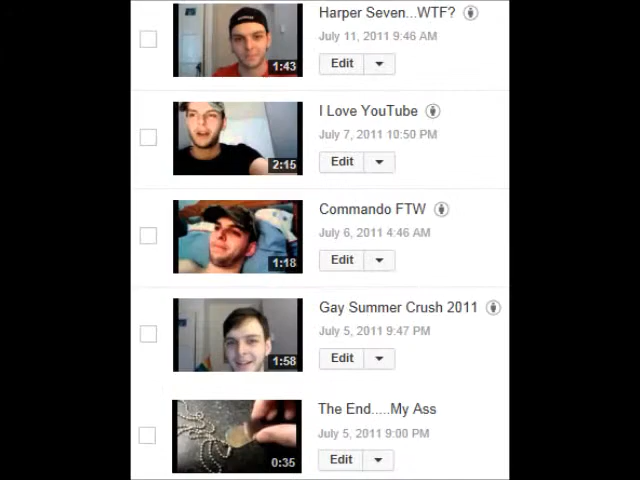 Harper Seven...WTF?
July 11, 2011 9:46 AM
1:43
Edit
I Love YouTube
July 7, 2011 10:50 PM
2:15
Edit
Commando FTW
July 6, 2011 4:46 AM
1:18
Edit
Gay Summer Crush 2011
July 5, 2011 9:47 PM
1:58
Edit
The End.....My Ass
July 5, 2011 9:00 PM
0:35
Edit